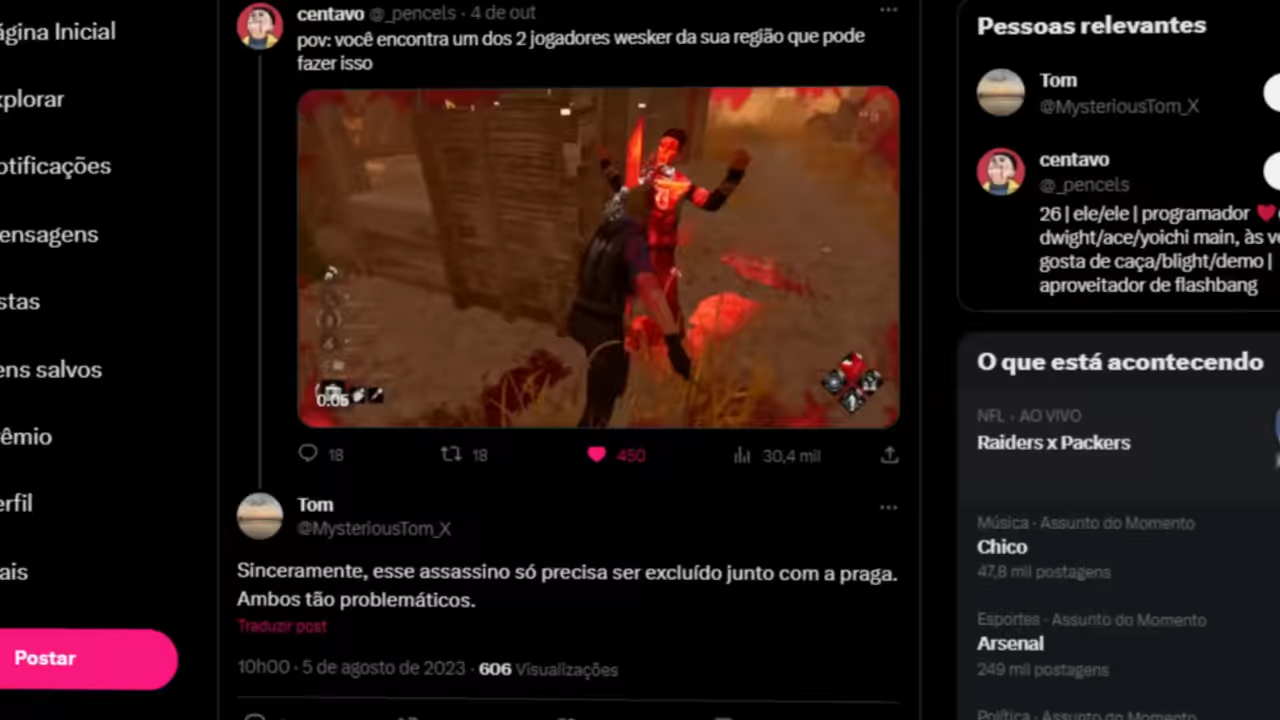 ágina Inicial
xplorar
otificações
ensagens
stas
ens salvos
êmio
erfil
ais
Postar
centavo @_pencels · 4 de out
pov: você encontra um dos 2 jogadores wesker da sua região que pode
fazer isso
0:05
18
18
450
30,4 mil
Tom
@MysteriousTom_X
Sinceramente, esse assassino só precisa ser excluído junto com a praga.
Ambos tão problemáticos.
Traduzir post
10h00 · 5 de agosto de 2023 · 606 Visualizações
Pessoas relevantes
Tom
@MysteriousTom_X
centavo
@_pencels
26 | ele/ele | programador
dwight/ace/yoichi main, às v
gosta de caça/blight/demo |
aproveitador de flashbang
O que está acontecendo
NFL · AO VIVO
Raiders x Packers
Música · Assunto do Momento
Chico
47,8 mil postagens
Esportes · Assunto do Momento
Arsenal
249 mil postagens
Política · Assunto do Momento